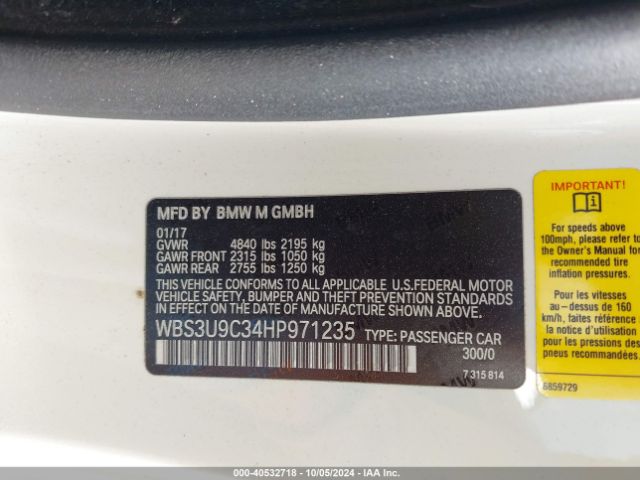 MFD BY BMW M GMBH
01/17
GVWR 4840 lbs 2195 kg
GAWR FRONT 2315 lbs 1050 kg
GAWR REAR 2755 lbs 1250 kg
THIS VEHICLE CONFORMS TO ALL APPLICABLE U.S.FEDERAL MOTOR
VEHICLE SAFETY, BUMPER AND THEFT PREVENTION STANDARDS
IN EFFECT ON THE DATE OF MANUFACTURE SHOWN ABOVE.
WBS3U9C34HP971235 TYPE: PASSENGER CAR
300/0
7 315 814
IMPORTANT!
For speeds above
100mph, please refer to
the Owner's Manual for
recommended tire
inflation pressures.
Pour les vitesses
au-dessus de 160
km/h, faites référence
à la notice d'utilisation
pour les pressions des
pneus recommandées.
6859729
000-40532718 - 10/05/2024 - IAA Inc.